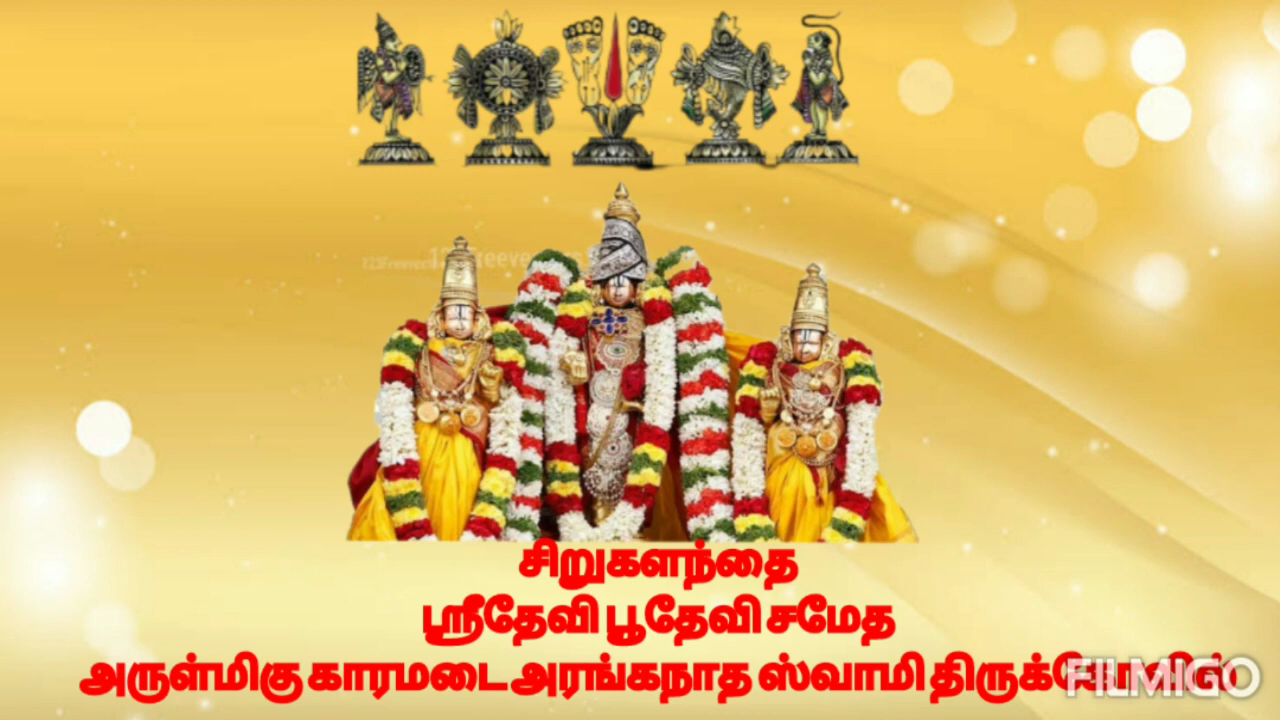 சிறுகளந்தை
ஸ்ரீதேவி பூதேவி சமேத
அருள்மிகு காரமடை அரங்கநாத ஸ்வாமி
FILMIGO